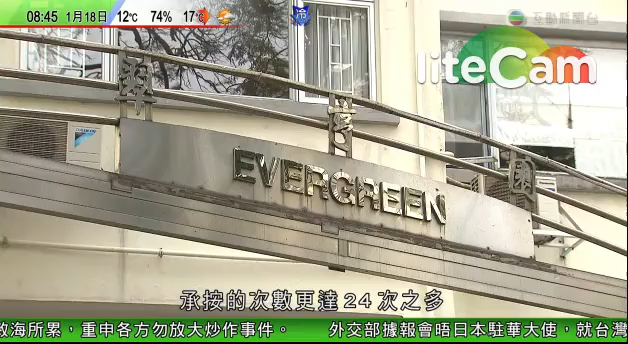 08:45 1月18日 12°C 74% 17°C 冷 互動新聞台
liteCam
EVERGREEN
承按的次數更達24次之多
海所累，重申各方勿放大炒作事件。 外交部據報會晤日本駐華大使，就台灣